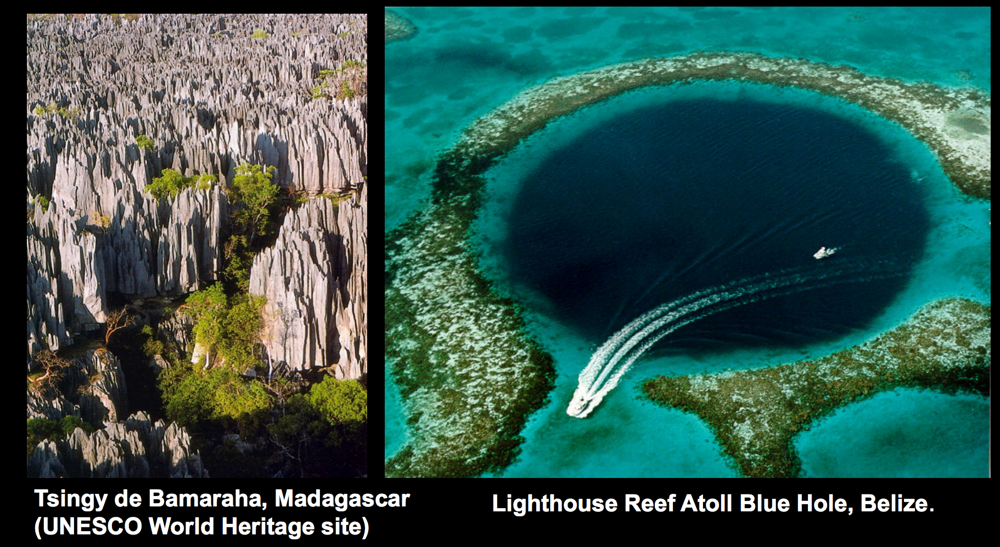 Tsingy de Bamaraha, Madagascar
(UNESCO World Heritage site)
Lighthouse Reef Atoll Blue Hole, Belize.